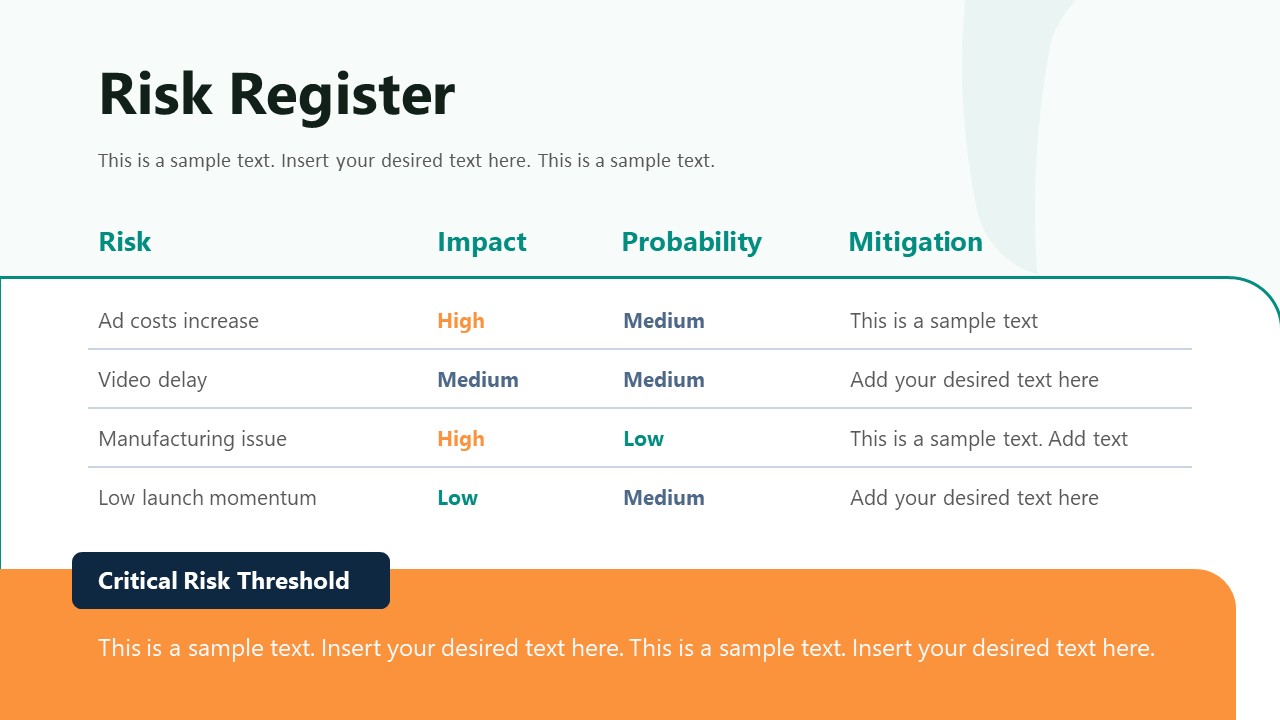 Risk Register
This is a sample text. Insert your desired text here. This is a sample text.
Risk Impact Probability Mitigation
Ad costs increase High Medium This is a sample text
Video delay Medium Medium Add your desired text here
Manufacturing issue High Low This is a sample text. Add text
Low launch momentum Low Medium Add your desired text here
Critical Risk Threshold
This is a sample text. Insert your desired text here. This is a sample text. Insert your desired text here.